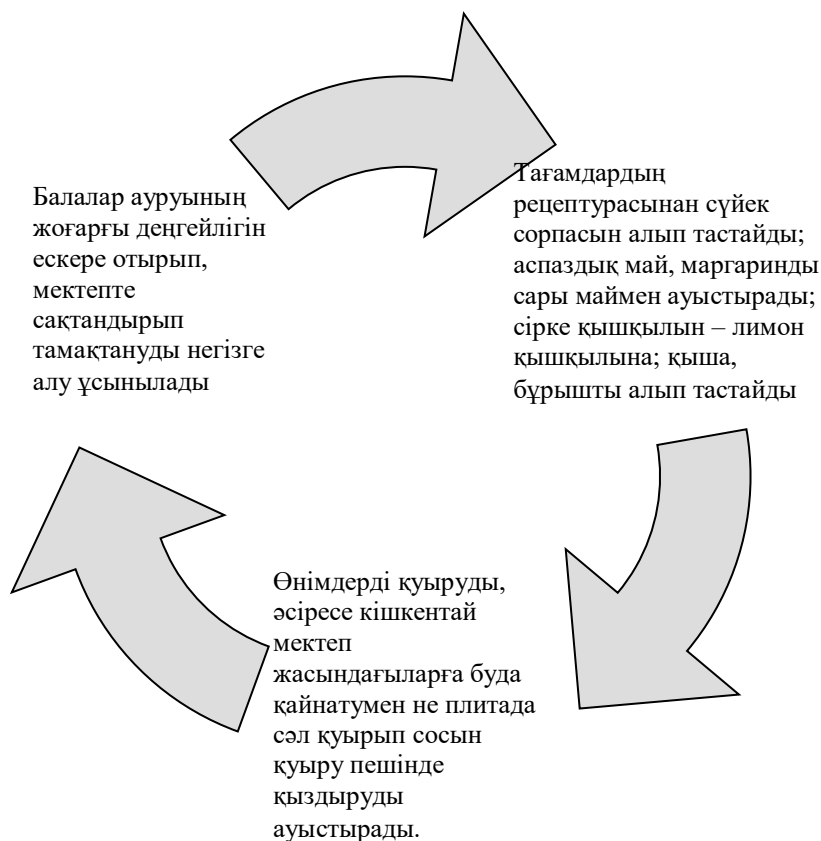 Балалар ауруының
жоғарғы деңгейлігін
ескере отырып,
мектепте
сақтандырып
тамақтануды негізге
алу ұсынылады
Тағамдардың
рецептурасынан сүйек
сорпасын алып тастайды;
аспаздық май, маргаринды
сары маймен ауыстырады;
сірке қышқылын – лимон
қышқылына; қыша,
бұрышты алып тастайды
Өнімдерді қуыруды,
әсіресе кішкентай
мектеп
жасындағыларға буда
қайнатумен не плитада
сәл қуырып сосын
қуыру пешінде
қыздыруды
ауыстырады.